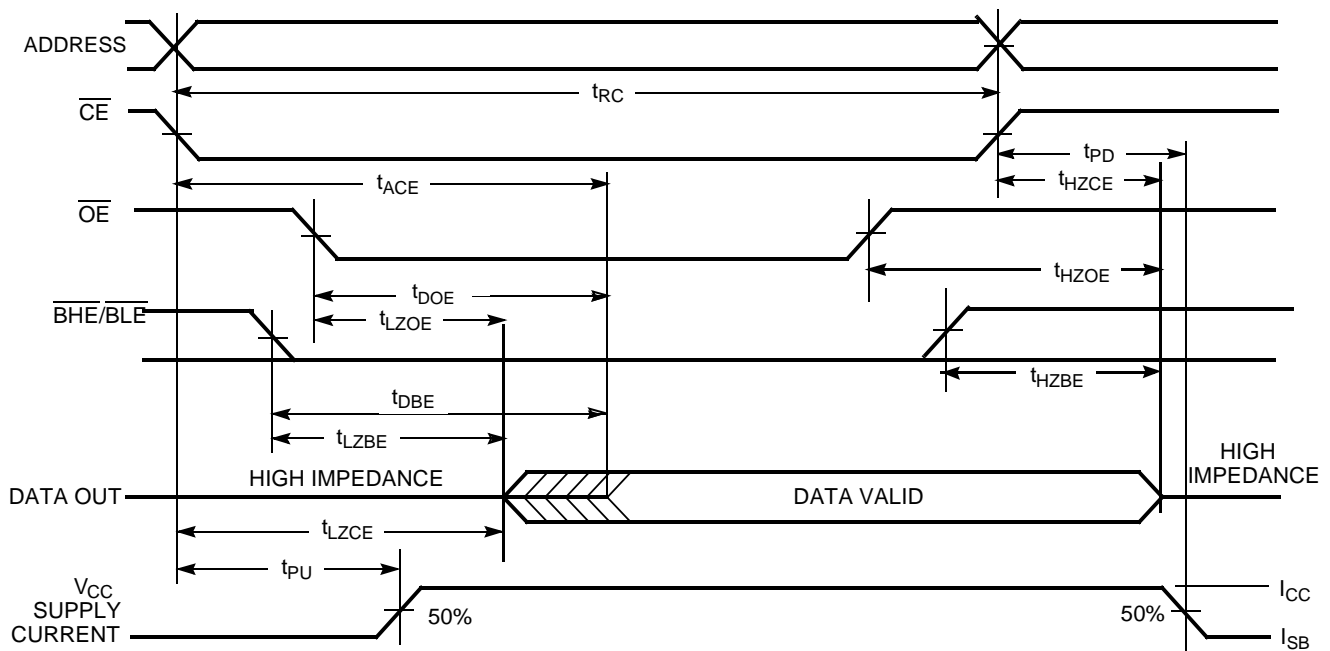 ADDRESS
tRC
CE
tPD
tACE
tHZCE
OE
tHZOE
tDOE
BHE/BLE
tLZOE
tHZBE
tDBE
tLZBE
HIGH IMPEDANCE
HIGH
IMPEDANCE
DATA OUT
DATA VALID
tLZCE
tPU
VCC
SUPPLY
CURRENT
50%
50%
ICC
ISB